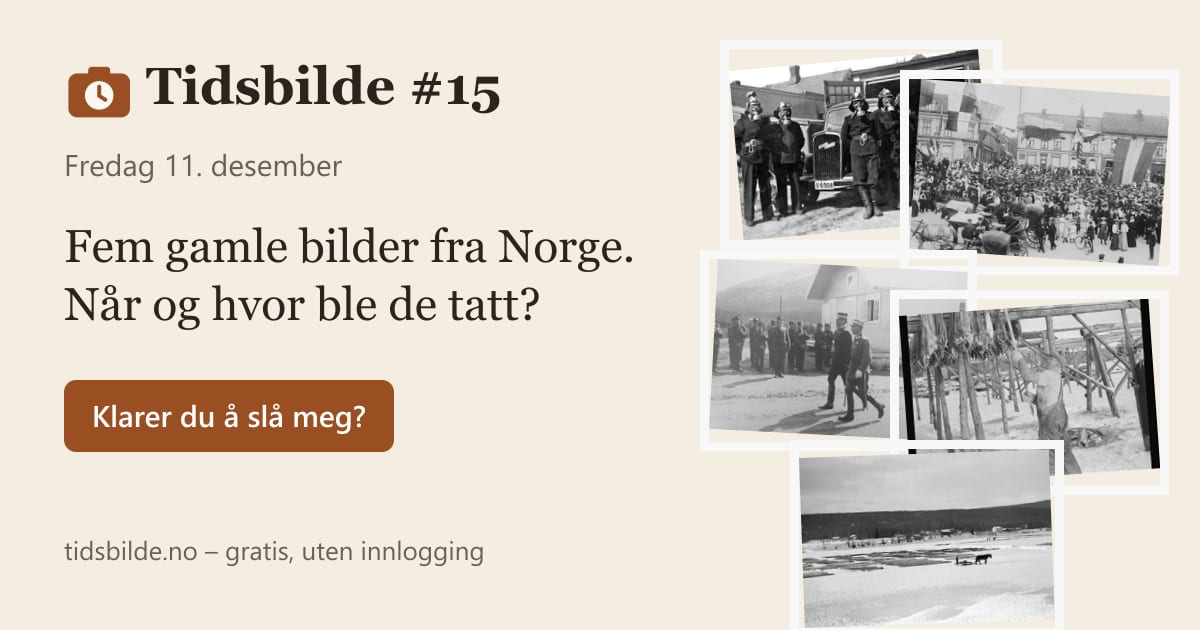 Tidsbilde #15
Fredag 11. desember
Fem gamle bilder fra Norge.
Når og hvor ble de tatt?
Klarer du å slå meg?
tidsbilde.no – gratis, uten innlogging